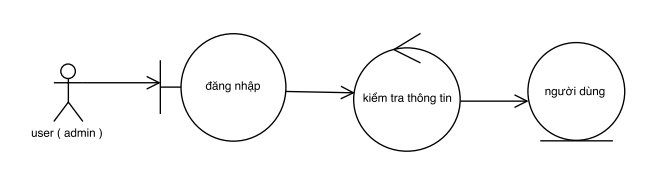 user ( admin )
đăng nhập
kiểm tra thông tin
người dùng